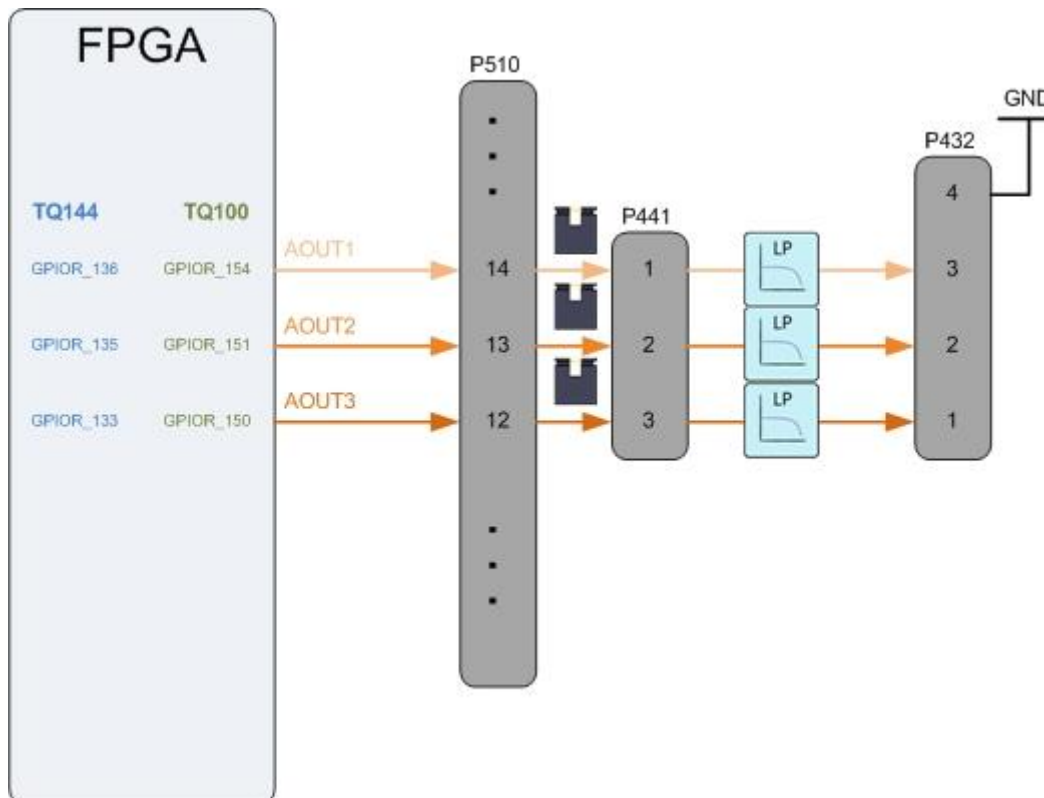 FPGA
P510
GND
P432
4
TQ144 TQ100
P441
AOUT1
LP
GPIOR_136 GPIOR_154
14
1
3
AOUT2
LP
GPIOR_135 GPIOR_151
13
2
2
AOUT3
LP
GPIOR_133 GPIOR_150
12
3
1